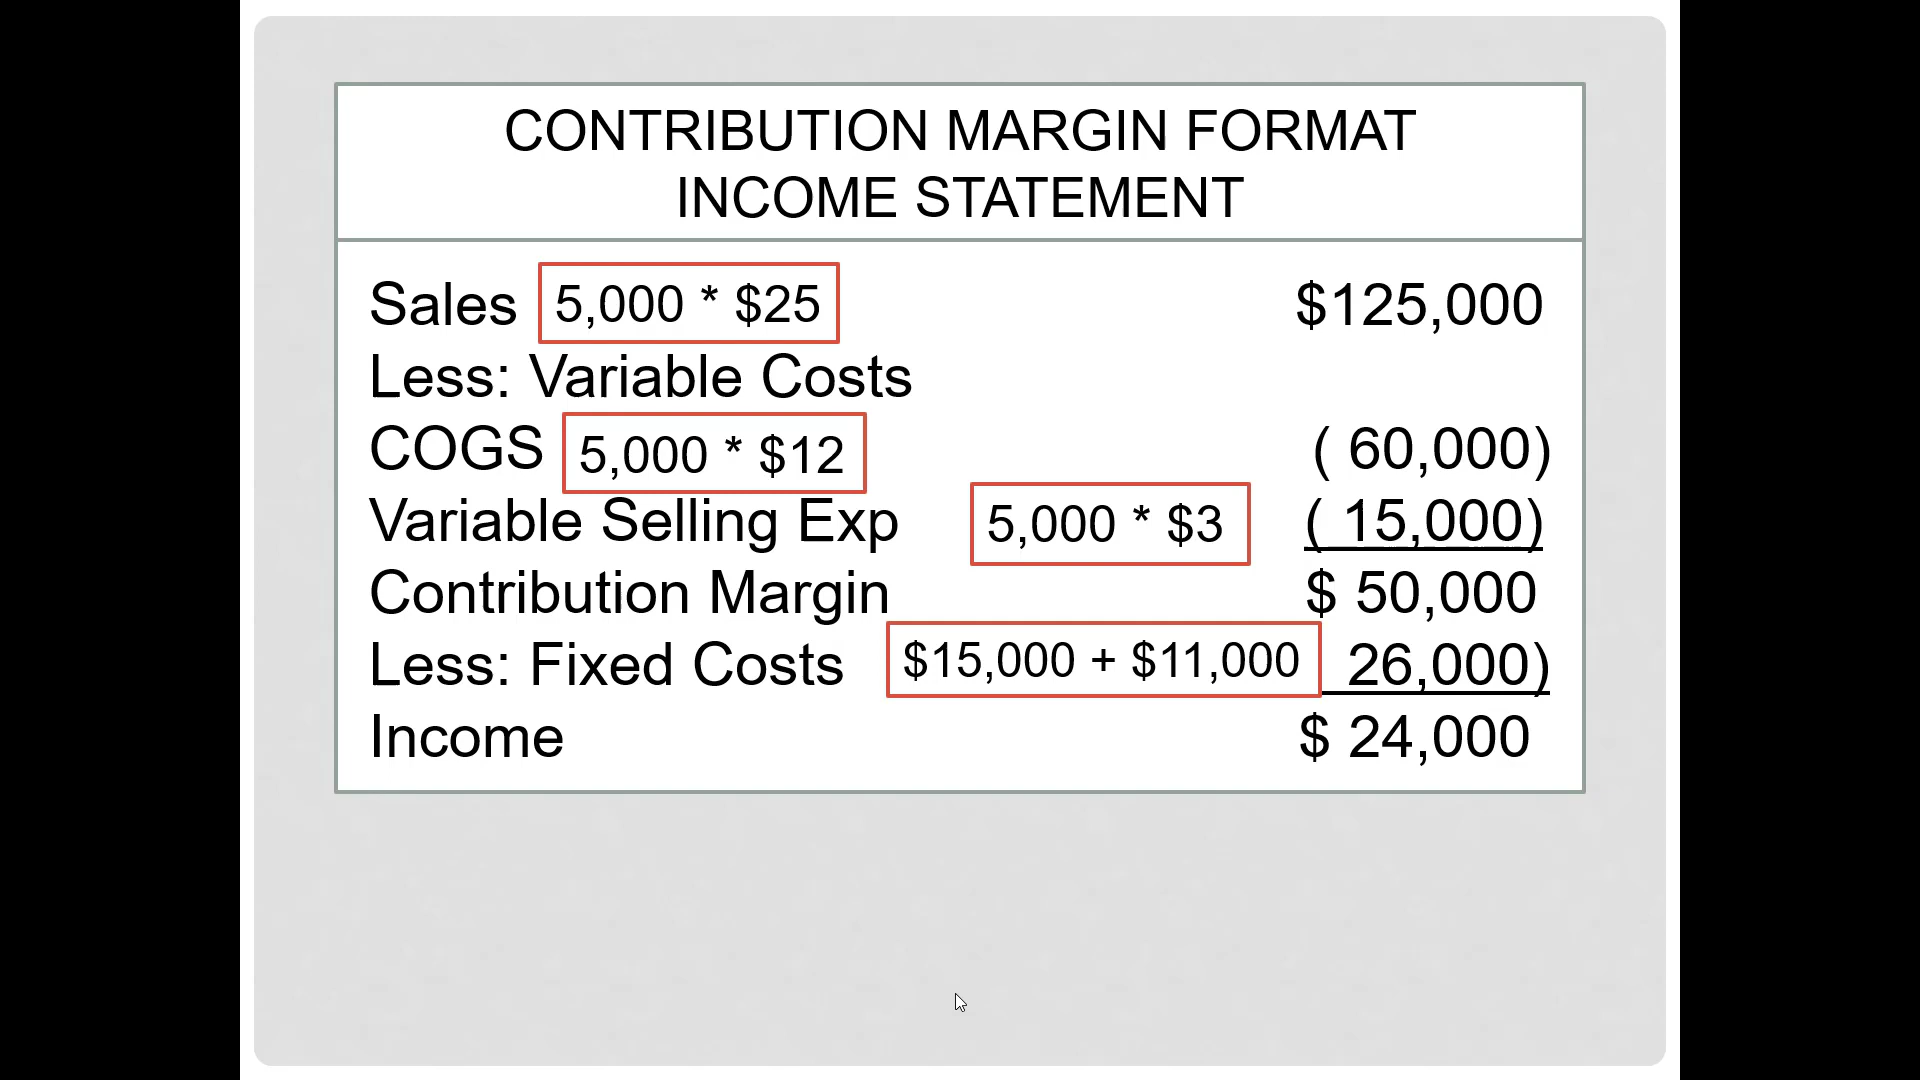 CONTRIBUTION MARGIN FORMAT
INCOME STATEMENT
Sales 5,000 * $25 $125,000
Less: Variable Costs
COGS 5,000 * $12 ( 60,000)
Variable Selling Exp 5,000 * $3 ( 15,000)
Contribution Margin $ 50,000
Less: Fixed Costs $15,000 + $11,000 26,000)
Income $ 24,000